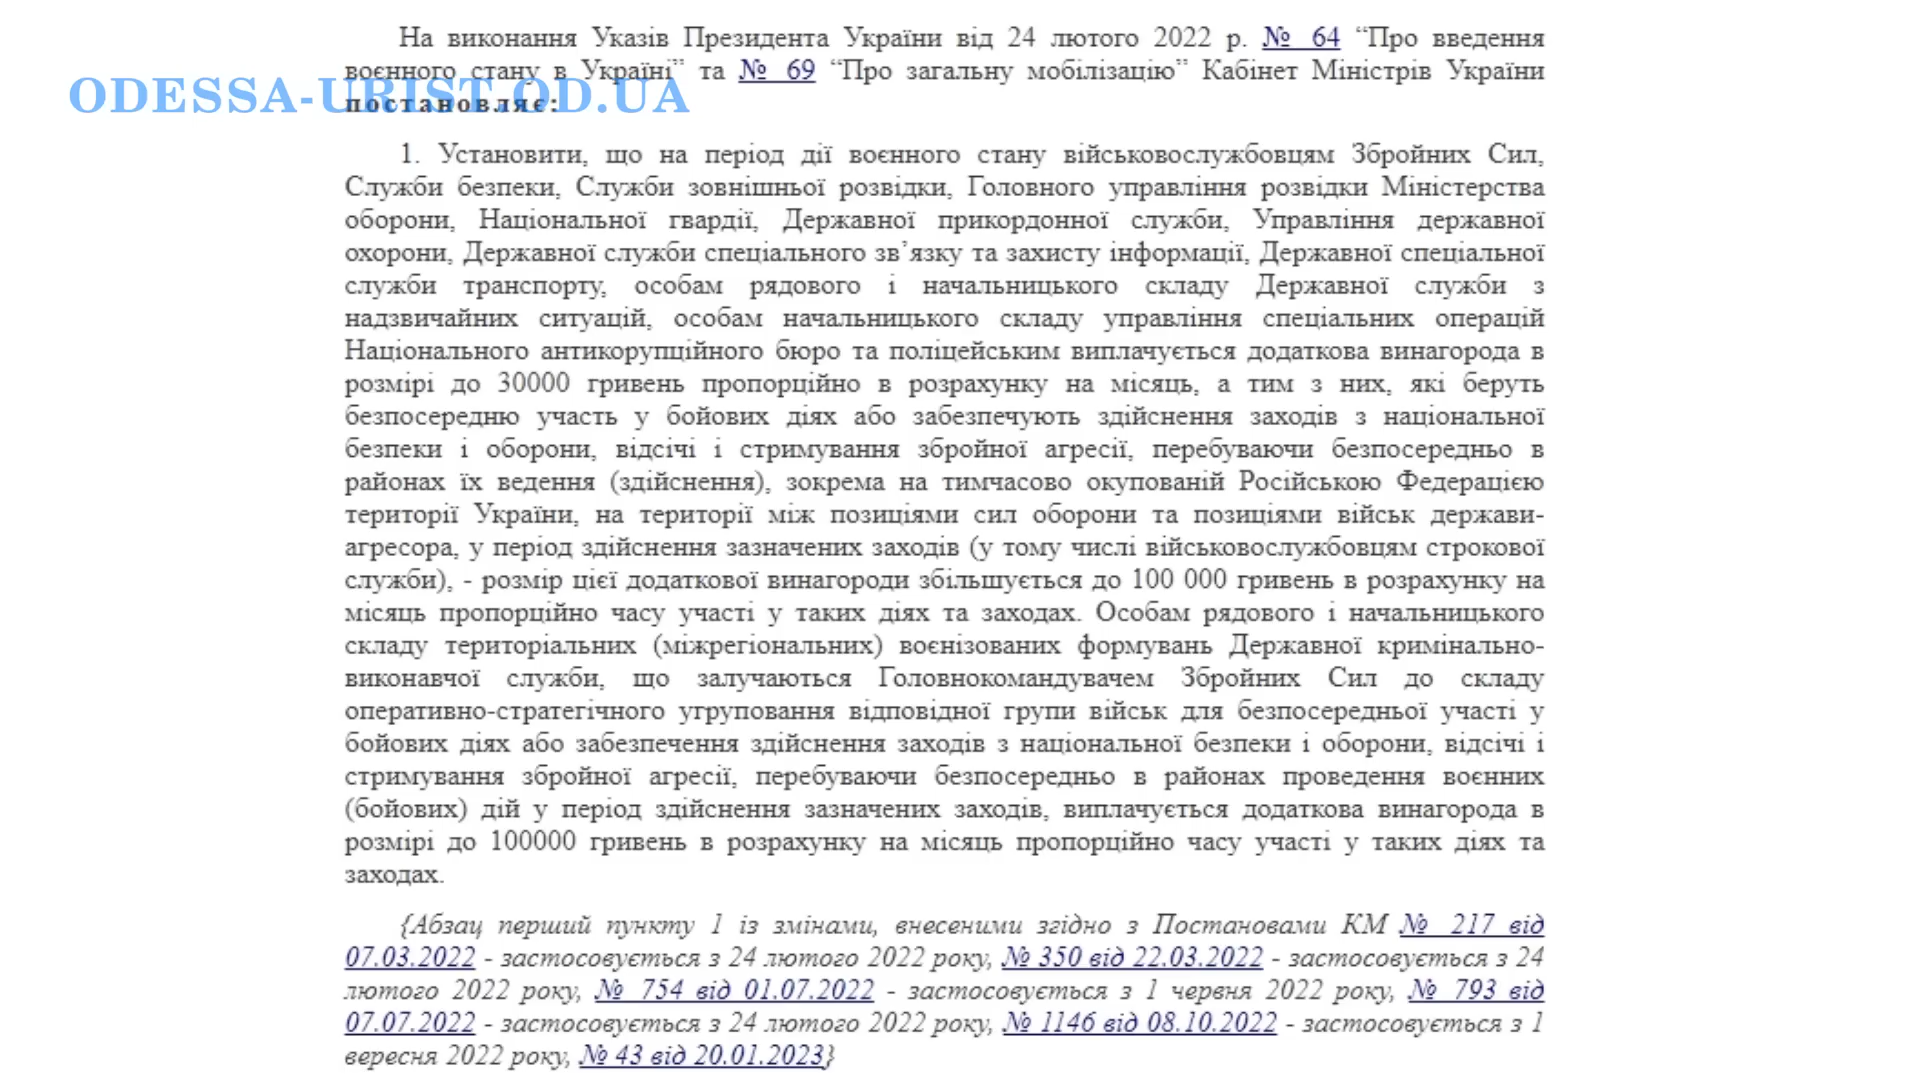 На виконання Указів Президента України від 24 лютого 2022 р. № 64 “Про введення
воєнного стану в Україні” та № 69 “Про загальну мобілізацію” Кабінет Міністрів України
ODESSA-URIST.OD.UA
постановляє:
1. Установити, що на період дії воєнного стану військовослужбовцям Збройних Сил,
Служби безпеки, Служби зовнішньої розвідки, Головного управління розвідки Міністерства
оборони, Національної гвардії, Державної прикордонної служби, Управління державної
охорони, Державної служби спеціального зв’язку та захисту інформації, Державної спеціальної
служби транспорту, особам рядового і начальницького складу Державної служби з
надзвичайних ситуацій, особам начальницького складу управління спеціальних операцій
Національного антикорупційного бюро та поліцейським виплачується додаткова винагорода в
розмірі до 30000 гривень пропорційно в розрахунку на місяць, а тим з них, які беруть
безпосередню участь у бойових діях або забезпечують здійснення заходів з національної
безпеки і оборони, відсічі і стримування збройної агресії, перебуваючи безпосередньо в
районах їх ведення (здійснення), зокрема на тимчасово окупованій Російською Федерацією
території України, на території між позиціями сил оборони та позиціями військ держави-
агресора, у період здійснення зазначених заходів (у тому числі військовослужбовцям строкової
служби), - розмір цієї додаткової винагороди збільшується до 100 000 гривень в розрахунку на
місяць пропорційно часу участі у таких діях та заходах. Особам рядового і начальницького
складу територіальних (міжрегіональних) воєнізованих формувань Державної кримінально-
виконавчої служби, що залучаються Головнокомандувачем Збройних Сил до складу
оперативно-стратегічного угруповання відповідної групи військ для безпосередньої участі у
бойових діях або забезпечення здійснення заходів з національної безпеки і оборони, відсічі і
стримування збройної агресії, перебуваючи безпосередньо в районах проведення воєнних
(бойових) дій у період здійснення зазначених заходів, виплачується додаткова винагорода в
розмірі до 100000 гривень в розрахунку на місяць пропорційно часу участі у таких діях та
заходах.
{Абзац перший пункту 1 із змінами, внесеними згідно з Постановами КМ № 217 від
07.03.2022 - застосовується з 24 лютого 2022 року, № 350 від 22.03.2022 - застосовується з 24
лютого 2022 року, № 754 від 01.07.2022 - застосовується з 1 червня 2022 року, № 793 від
07.07.2022 - застосовується з 24 лютого 2022 року, № 1146 від 08.10.2022 - застосовується з 1
вересня 2022 року, № 43 від 20.01.2023}